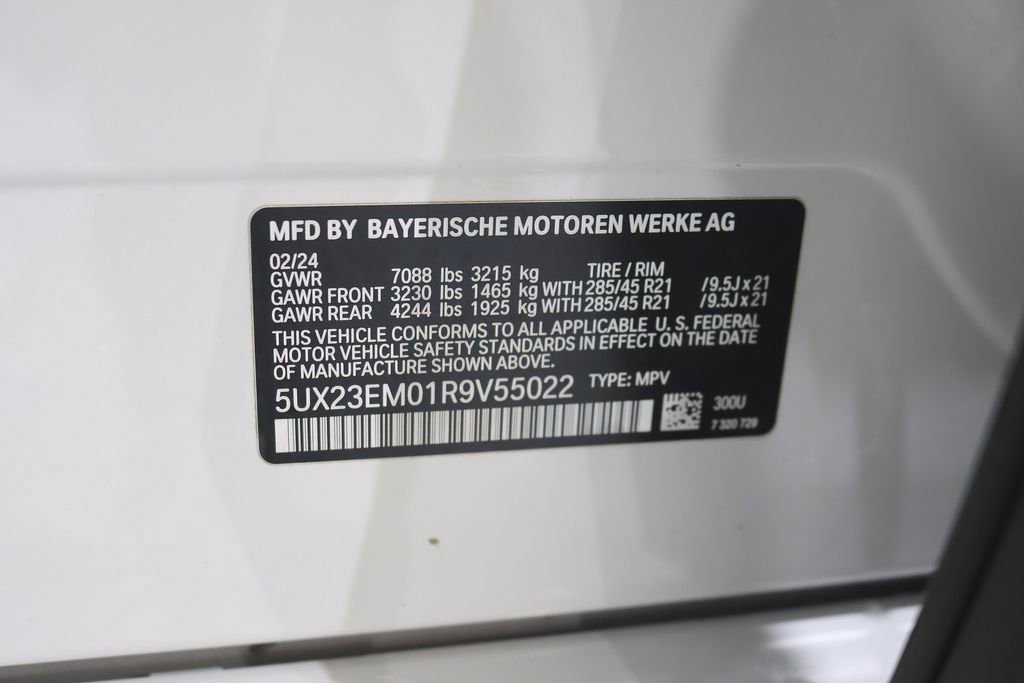 MFD BY BAYERISCHE MOTOREN WERKE AG
02/24
GVWR 7088 lbs 3215 kg TIRE / RIM
GAWR FRONT 3230 lbs 1465 kg WITH 285/45 R21 /9.5J x 21
GAWR REAR 4244 lbs 1925 kg WITH 285/45 R21 /9.5J x 21
THIS VEHICLE CONFORMS TO ALL APPLICABLE U. S. FEDERAL
MOTOR VEHICLE SAFETY STANDARDS IN EFFECT ON THE DATE
OF MANUFACTURE SHOWN ABOVE.
5UX23EM01R9V55022 TYPE: MPV
300U
7 320 729